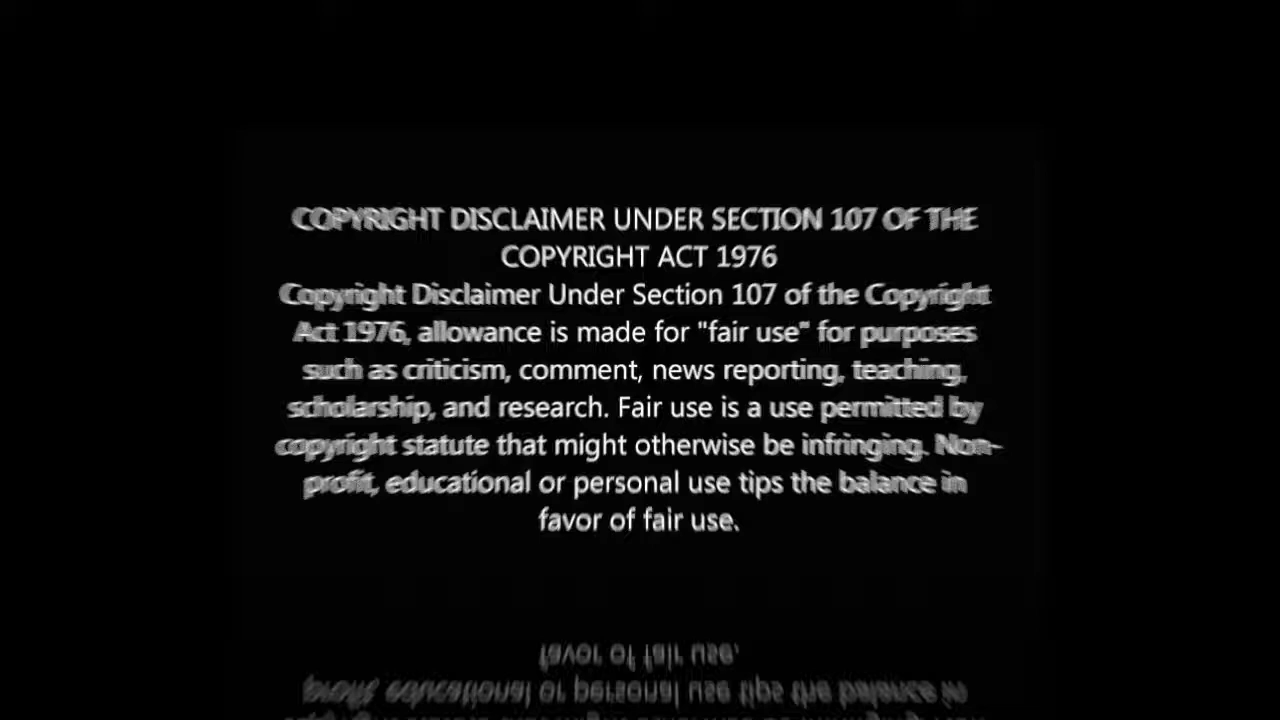 COPYRIGHT DISCLAIMER UNDER SECTION 107 OF THE
COPYRIGHT ACT 1976
Copyright Disclaimer Under Section 107 of the Copyright
Act 1976, allowance is made for "fair use" for purposes
such as criticism, comment, news reporting, teaching,
scholarship, and research. Fair use is a use permitted by
copyright statute that might otherwise be infringing. Non-
profit, educational or personal use tips the balance in
favor of fair use.